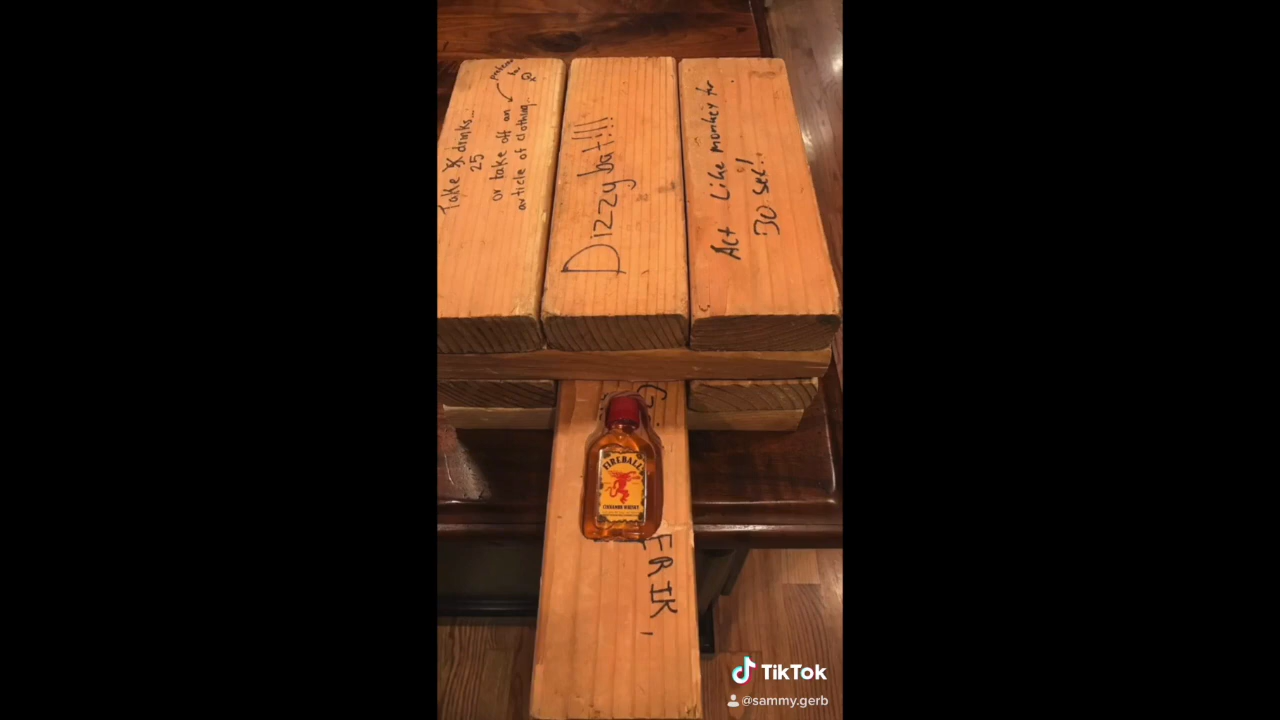 Take drinks...
25
or take off an
article of clothing..
Dizzy bat!!!!
Act Like monkey for
30 sec!..
FIREBALL
CINNAMON WHISKY
ERIK,
TikTok
@sammy.gerb